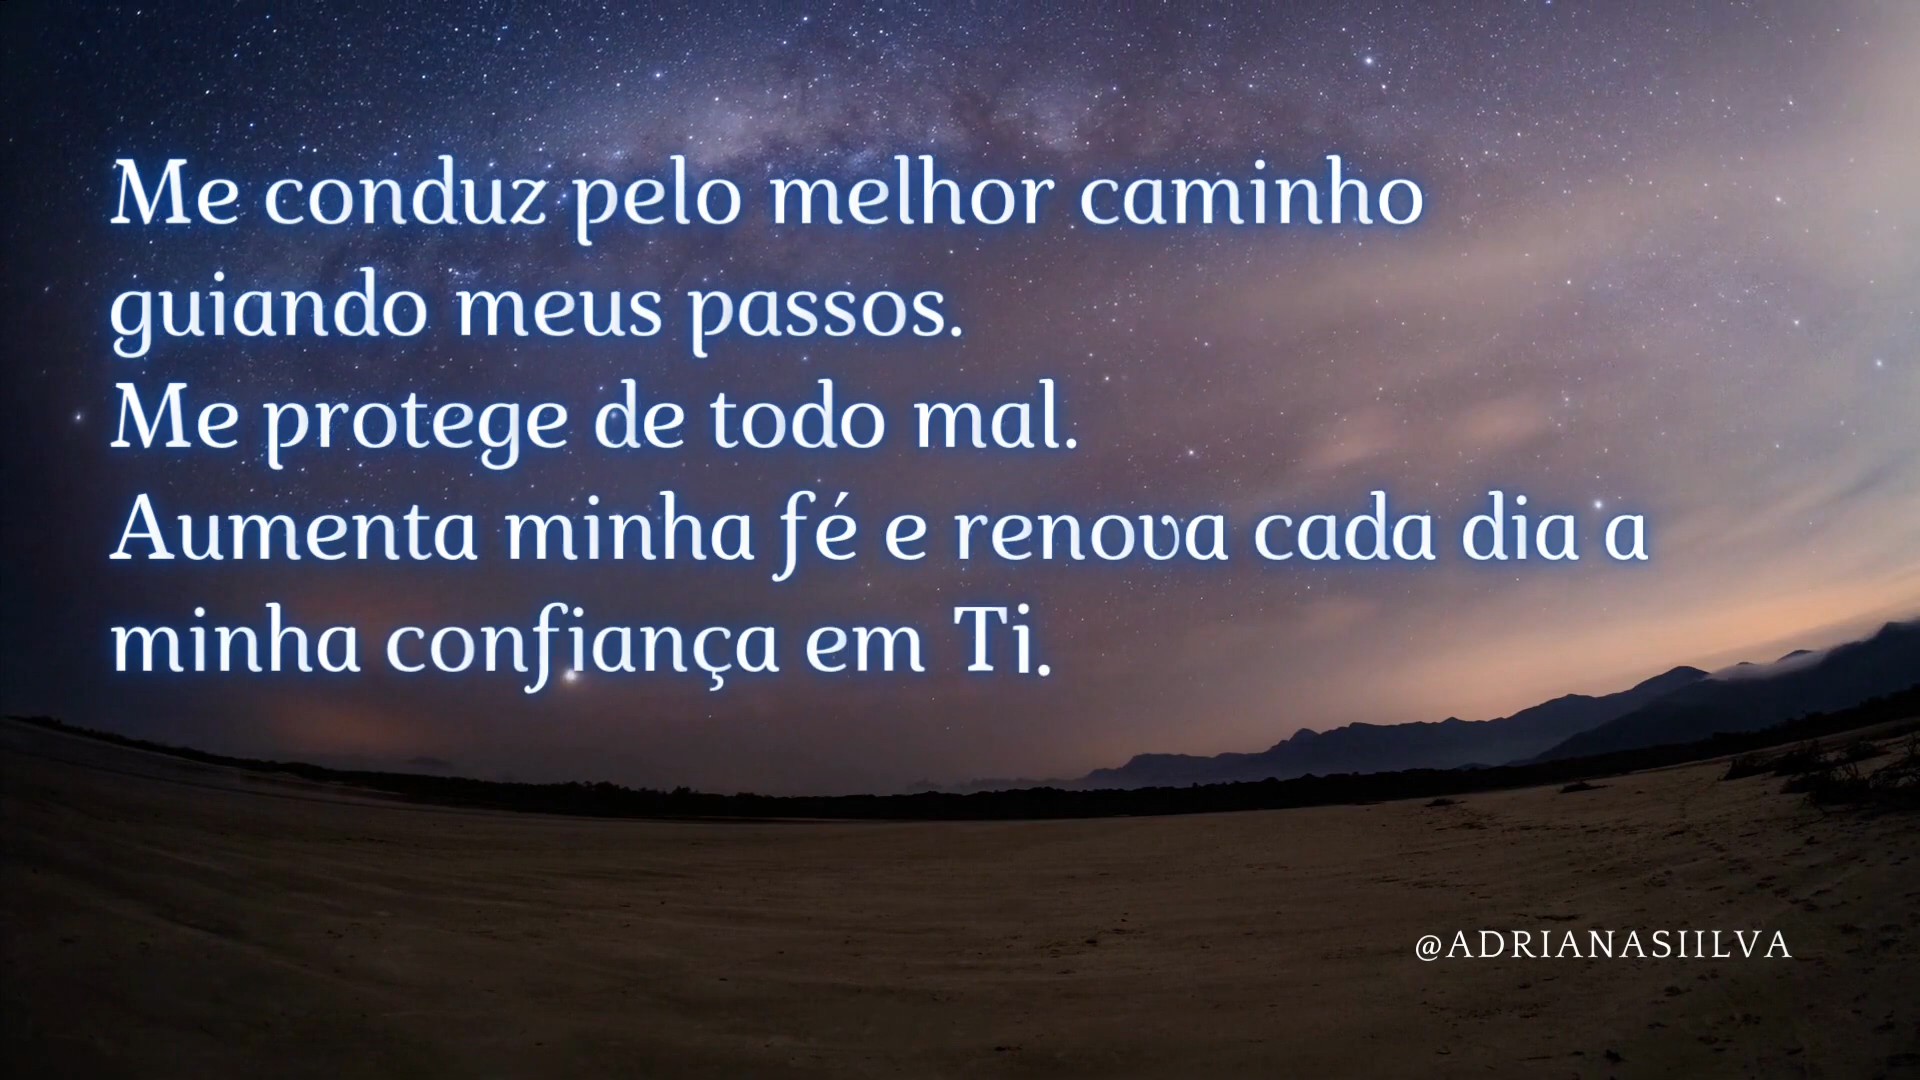 Me conduz pelo melhor caminho
guiando meus passos.
Me protege de todo mal.
Aumenta minha fé e renova cada dia a
minha confiança em Ti.
@ADRIANASIILVA